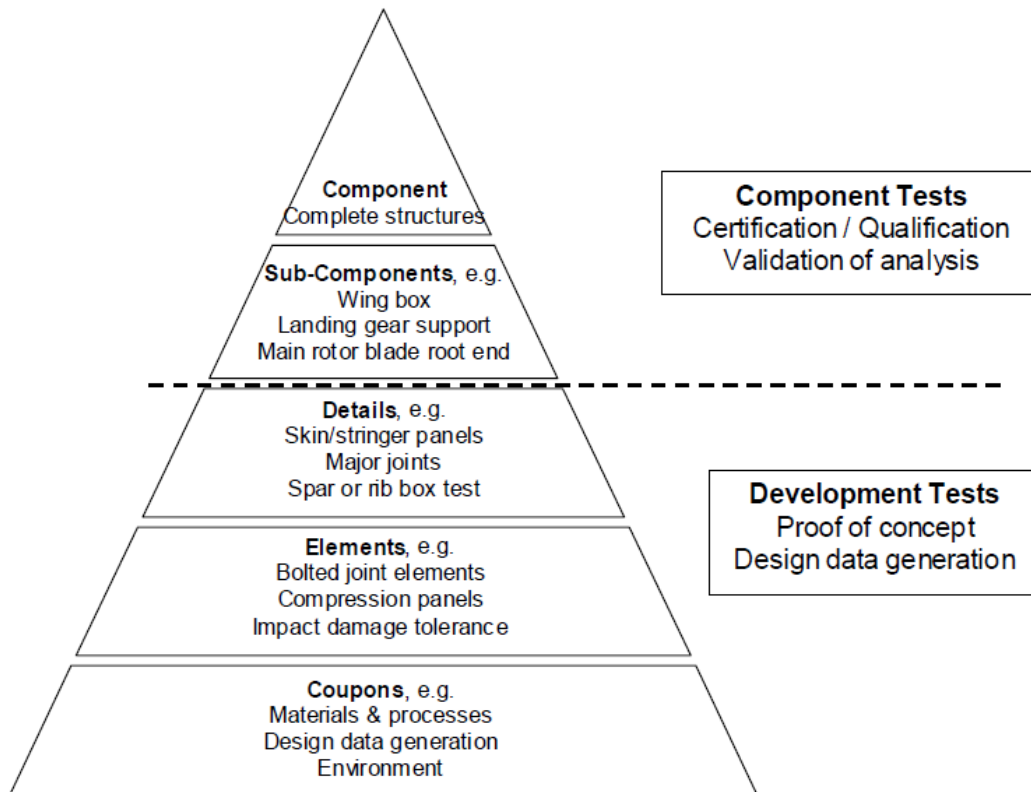 Component
Complete structures
Sub-Components, e.g.
Wing box
Landing gear support
Main rotor blade root end
Component Tests
Certification / Qualification
Validation of analysis
Details, e.g.
Skin/stringer panels
Major joints
Spar or rib box test
Elements, e.g.
Bolted joint elements
Compression panels
Impact damage tolerance
Development Tests
Proof of concept
Design data generation
Coupons, e.g.
Materials & processes
Design data generation
Environment